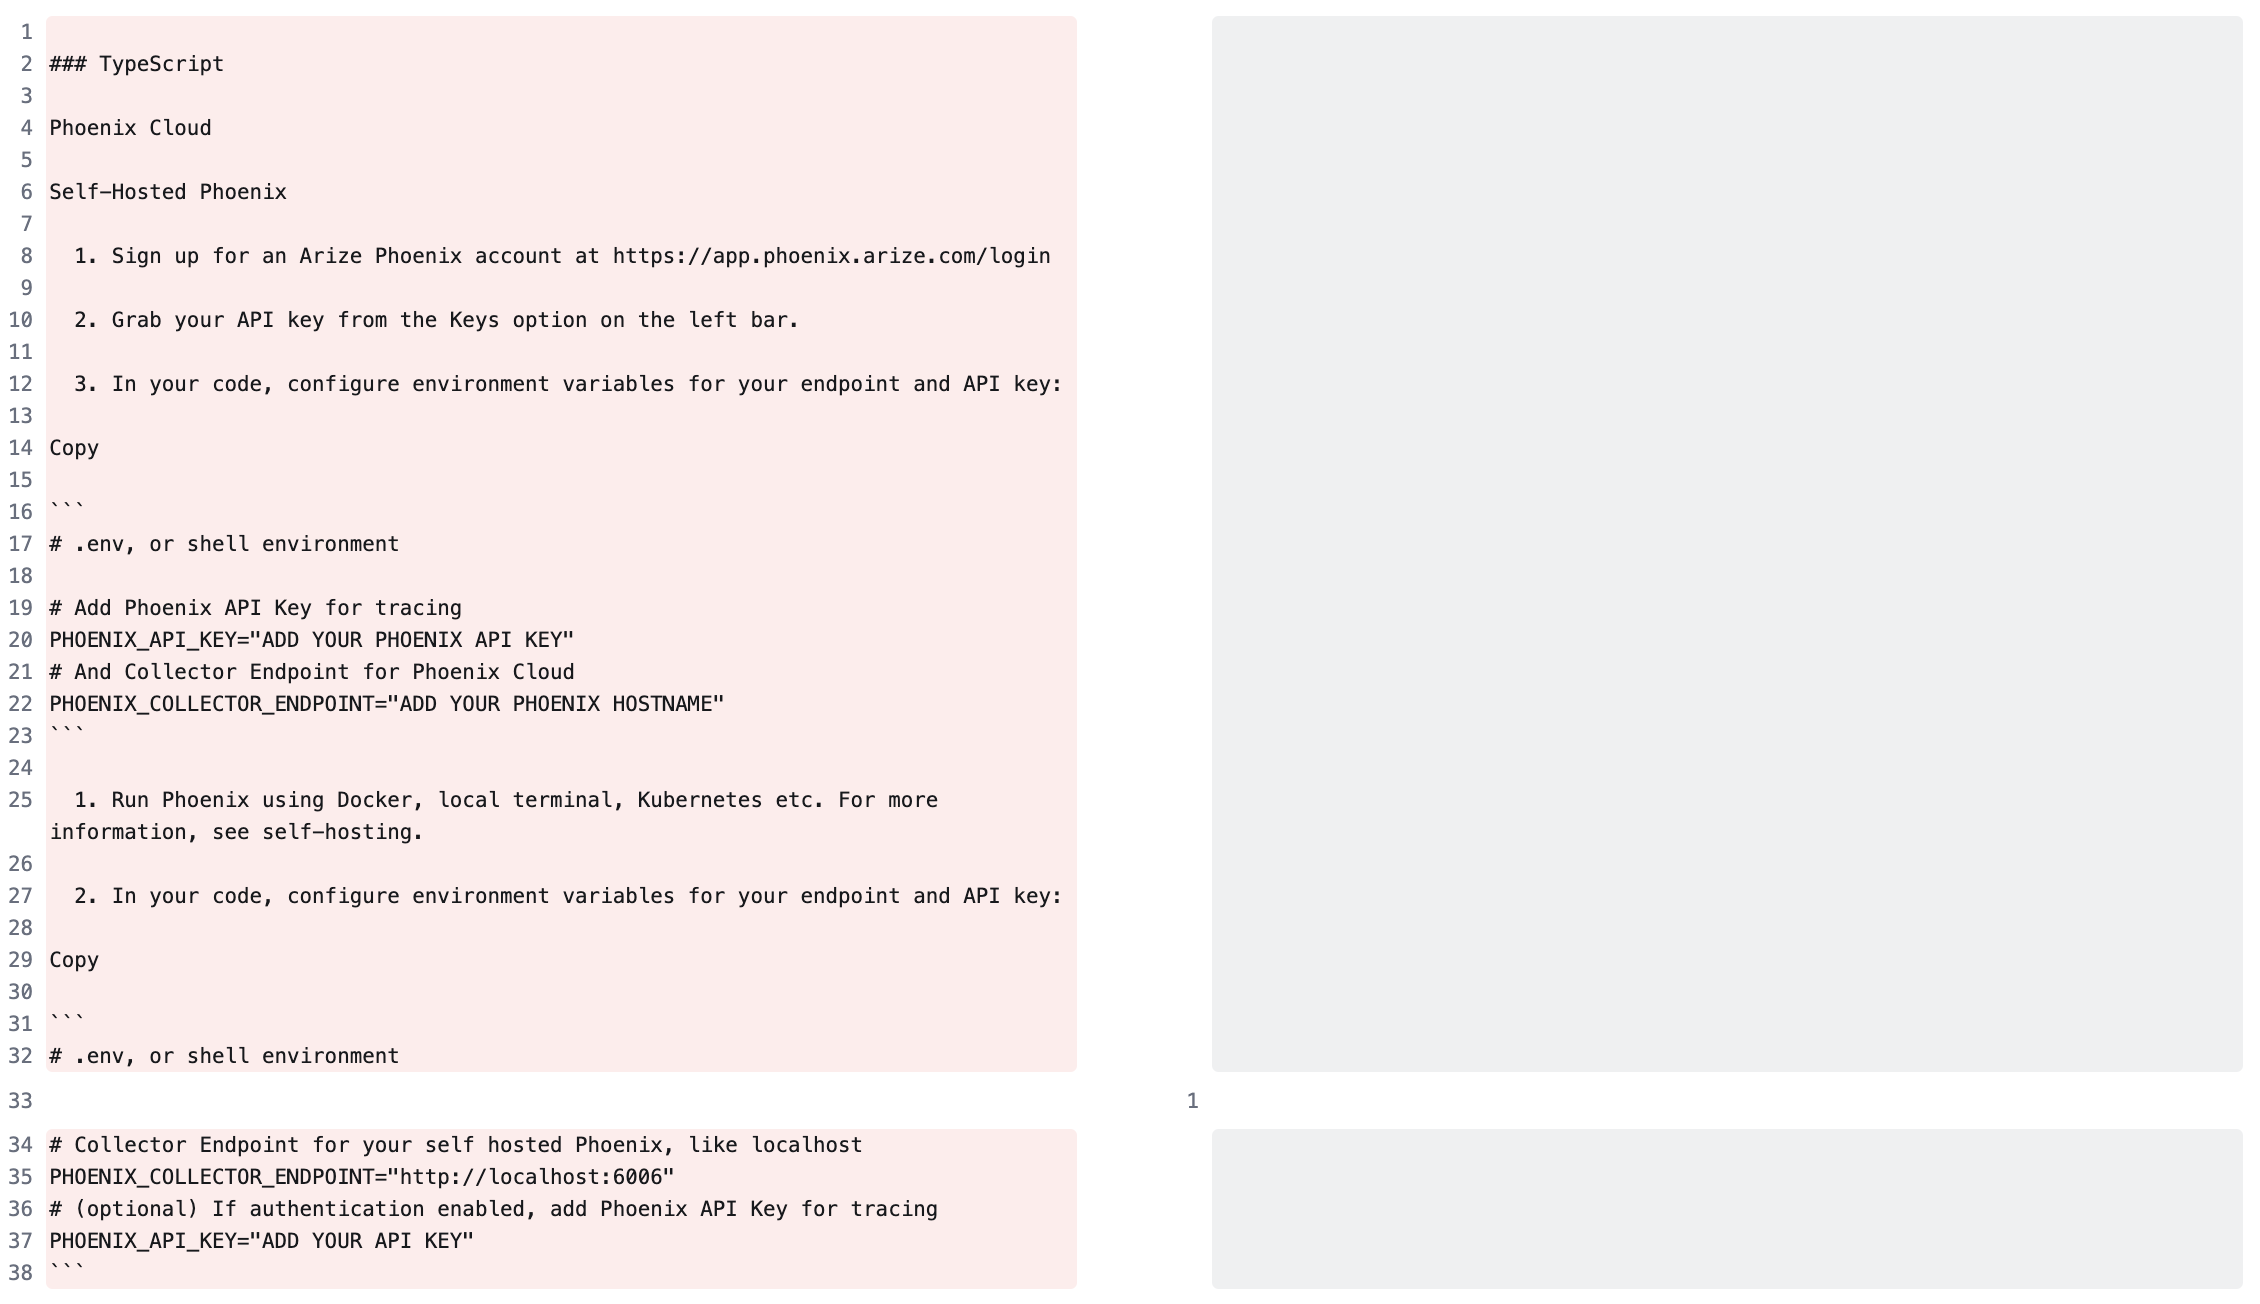 1
2 ### TypeScript
3
4 Phoenix Cloud
5
6 Self-Hosted Phoenix
7
8   1. Sign up for an Arize Phoenix account at https://app.phoenix.arize.com/login
9
10   2. Grab your API key from the Keys option on the left bar.
11
12   3. In your code, configure environment variables for your endpoint and API key:
13
14 Copy
15
16 ```
17 # .env, or shell environment
18
19 # Add Phoenix API Key for tracing
20 PHOENIX_API_KEY="ADD YOUR PHOENIX API KEY"
21 # And Collector Endpoint for Phoenix Cloud
22 PHOENIX_COLLECTOR_ENDPOINT="ADD YOUR PHOENIX HOSTNAME"
23 ```
24
25   1. Run Phoenix using Docker, local terminal, Kubernetes etc. For more
information, see self-hosting.
26
27   2. In your code, configure environment variables for your endpoint and API key:
28
29 Copy
30
31 ```
32 # .env, or shell environment
33 1
34 # Collector Endpoint for your self hosted Phoenix, like localhost
35 PHOENIX_COLLECTOR_ENDPOINT="http://localhost:6006"
36 # (optional) If authentication enabled, add Phoenix API Key for tracing
37 PHOENIX_API_KEY="ADD YOUR API KEY"
38 ```